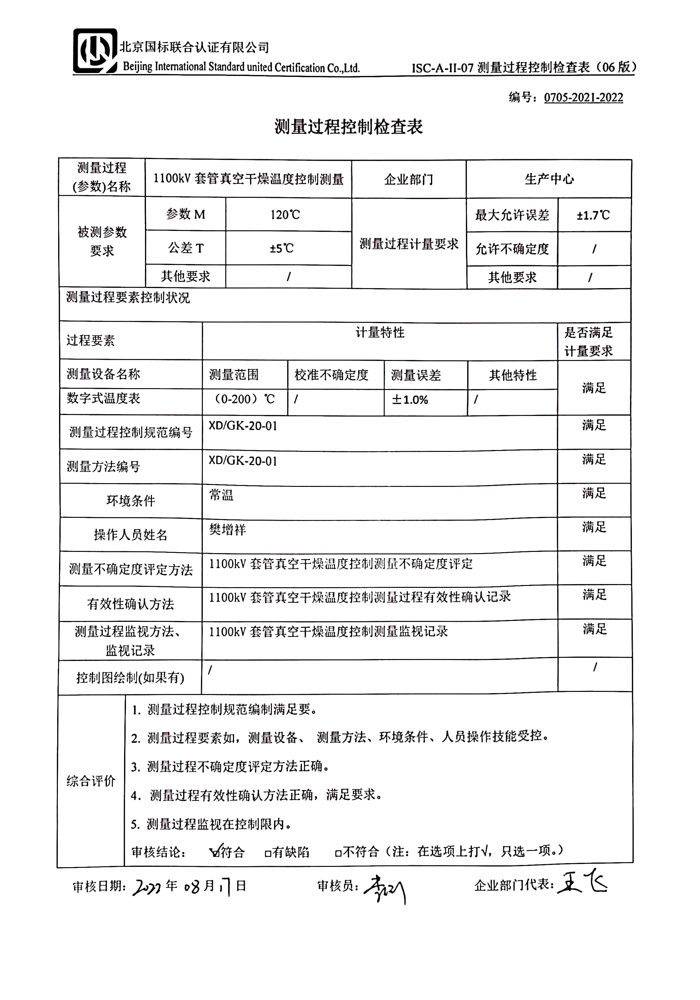 北京国标联合认证有限公司
Beijing International Standard united Certification Co.,Ltd.
ISC-A-II-07 测量过程控制检查表（06 版）
编号：0705-2021-2022
测量过程控制检查表
测量过程
(参数)名称
1100kV 套管真空干燥温度控制测量
企业部门
生产中心
被测参数
要求
参数 M
120℃
测量过程计量要求
最大允许误差
±1.7℃
公差 T
±5℃
允许不确定度
/
其他要求
/
其他要求
/
测量过程要素控制状况
过程要素
计量特性
是否满足
计量要求
测量设备名称
测量范围
校准不确定度
测量误差
其他特性
满足
数字式温度表
（0-200）℃
/
±1.0%
/
测量过程控制规范编号
XD/GK-20-01
满足
测量方法编号
XD/GK-20-01
满足
环境条件
常温
满足
操作人员姓名
樊增祥
满足
测量不确定度评定方法
1100kV 套管真空干燥温度控制测量不确定度评定
满足
有效性确认方法
1100kV 套管真空干燥温度控制测量过程有效性确认记录
满足
测量过程监视方法、
监视记录
1100kV 套管真空干燥温度控制测量监视记录
满足
控制图绘制(如果有)
/
/
综合评价
1. 测量过程控制规范编制满足要。
2. 测量过程要素如，测量设备、 测量方法、环境条件、人员操作技能受控。
3. 测量过程不确定度评定方法正确。
4. 测量过程有效性确认方法正确，满足要求。
5. 测量过程监视在控制限内。
审核结论： ☑符合 □有缺陷 □不符合（注：在选项上打√，只选一项。）
审核日期：2022 年 08 月 17 日 审核员： 企业部门代表：王飞